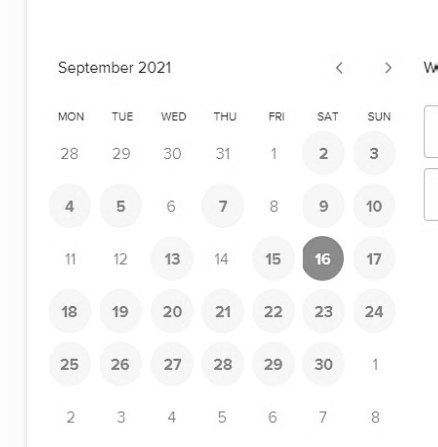 September 2021
W
MON TUE WED THU FRI SAT SUN
28 29 30 31 1 2 3
4 5 6 7 8 9 10
11 12 13 14 15 16 17
18 19 20 21 22 23 24
25 26 27 28 29 30 1
2 3 4 5 6 7 8